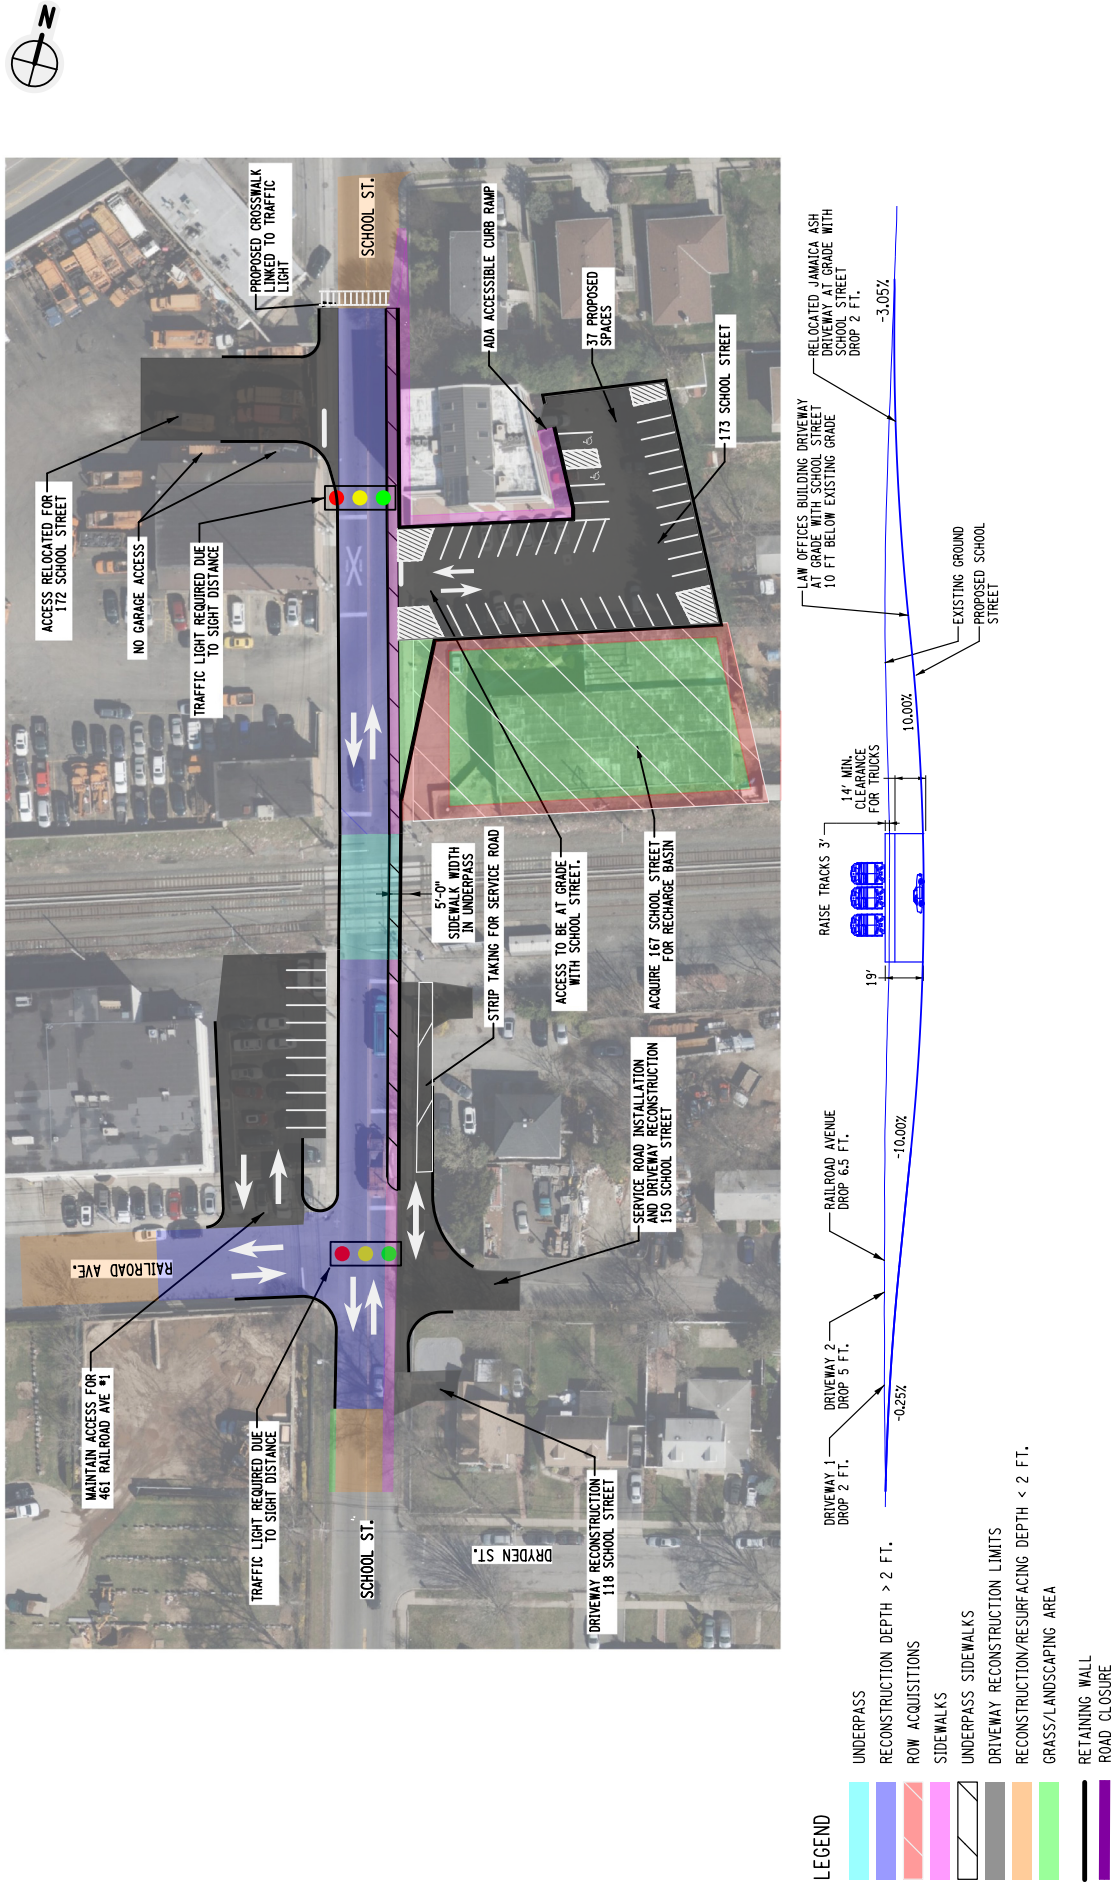 N
PROPOSED CROSSWALK
LINKED TO TRAFFIC
LIGHT
SCHOOL ST.
ADA ACCESSIBLE CURB RAMP
37 PROPOSED
SPACES
173 SCHOOL STREET
ACCESS RELOCATED FOR
172 SCHOOL STREET
NO GARAGE ACCESS
TRAFFIC LIGHT REQUIRED DUE
TO SIGHT DISTANCE
5'-0"
SIDEWALK WIDTH
IN UNDERPASS
STRIP TAKING FOR SERVICE ROAD
ACCESS TO BE AT GRADE
WITH SCHOOL STREET.
ACQUIRE 167 SCHOOL STREET
FOR RECHARGE BASIN
SERVICE ROAD INSTALLATION
AND DRIVEWAY RECONSTRUCTION
150 SCHOOL STREET
RAILROAD AVE.
MAINTAIN ACCESS FOR
461 RAILROAD AVE #1
TRAFFIC LIGHT REQUIRED DUE
TO SIGHT DISTANCE
SCHOOL ST.
DRYDEN ST.
DRIVEWAY RECONSTRUCTION
118 SCHOOL STREET
DRIVEWAY 1
DROP 2 FT.
DRIVEWAY 2
DROP 5 FT.
RAILROAD AVENUE
DROP 6.5 FT.
-0.25%
-10.00%
19'
RAISE TRACKS 3'
14' MIN.
CLEARANCE
FOR TRUCKS
10.00%
LAW OFFICES BUILDING DRIVEWAY
AT GRADE WITH SCHOOL STREET
10 FT BELOW EXISTING GRADE
RELOCATED JAMAICA ASH
DRIVEWAY AT GRADE WITH
SCHOOL STREET
DROP 2 FT.
-3.05%
EXISTING GROUND
PROPOSED SCHOOL
STREET
LEGEND
UNDERPASS
RECONSTRUCTION DEPTH > 2 FT.
ROW ACQUISITIONS
SIDEWALKS
UNDERPASS SIDEWALKS
DRIVEWAY RECONSTRUCTION LIMITS
RECONSTRUCTION/RESURFACING DEPTH < 2 FT.
GRASS/LANDSCAPING AREA
RETAINING WALL
ROAD CLOSURE